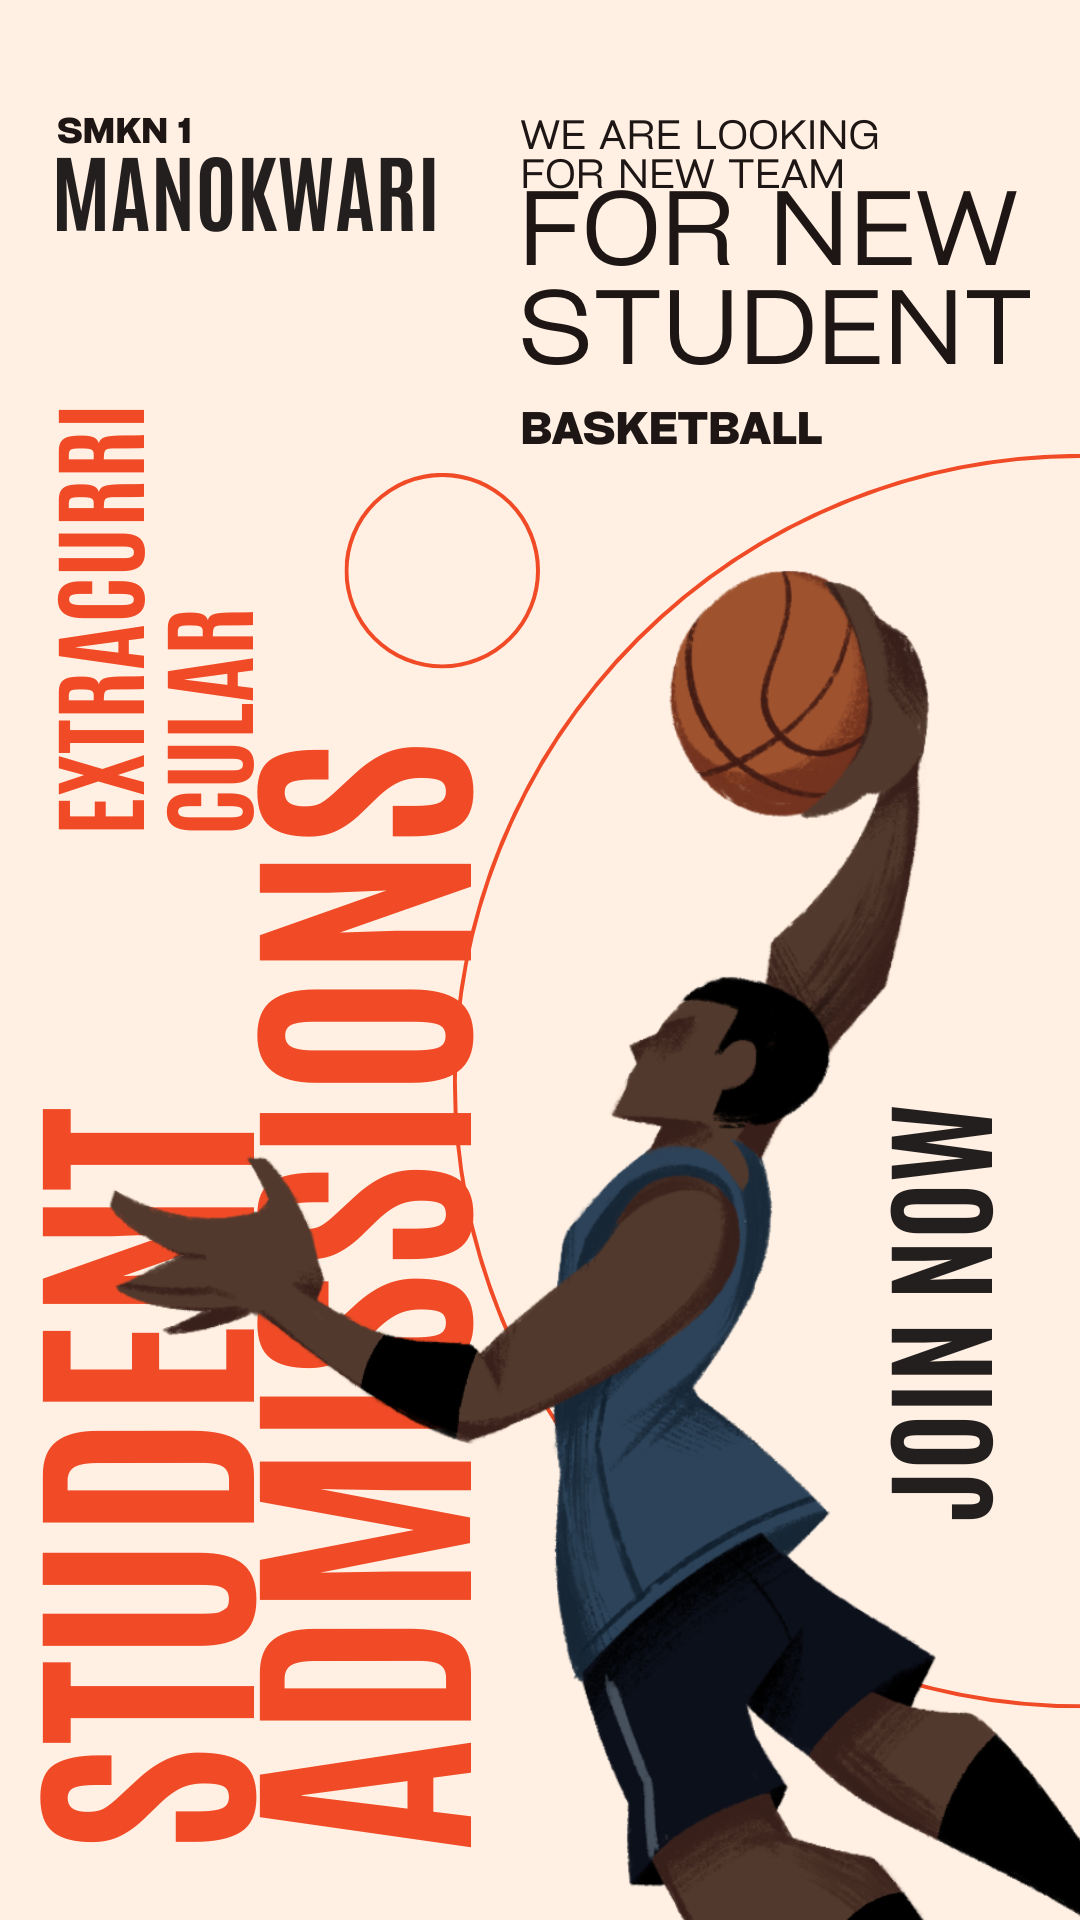 SMKN 1
MANOKWARI
WE ARE LOOKING
FOR NEW TEAM
FOR NEW
STUDENT
BASKETBALL
EXTRACURRI
CULAR
STUDENT
ADMISSIONS
JOIN NOW